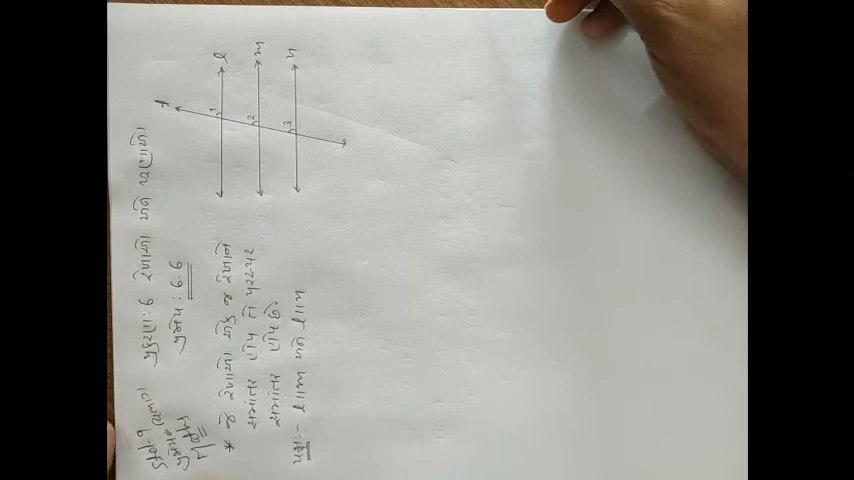 ધોરણ-9
પ્રકરણ: 6 રેખાઓ અને ખૂણાઓ
પ્રમેય: 6.6
* જે રેખાઓ એક જ રેખાને
સમાંતર હોય તે પરસ્પર
સમાંતર હોય છે.
પક્ષ:- l||m અને l||n
t
1
l
2
m
3
n